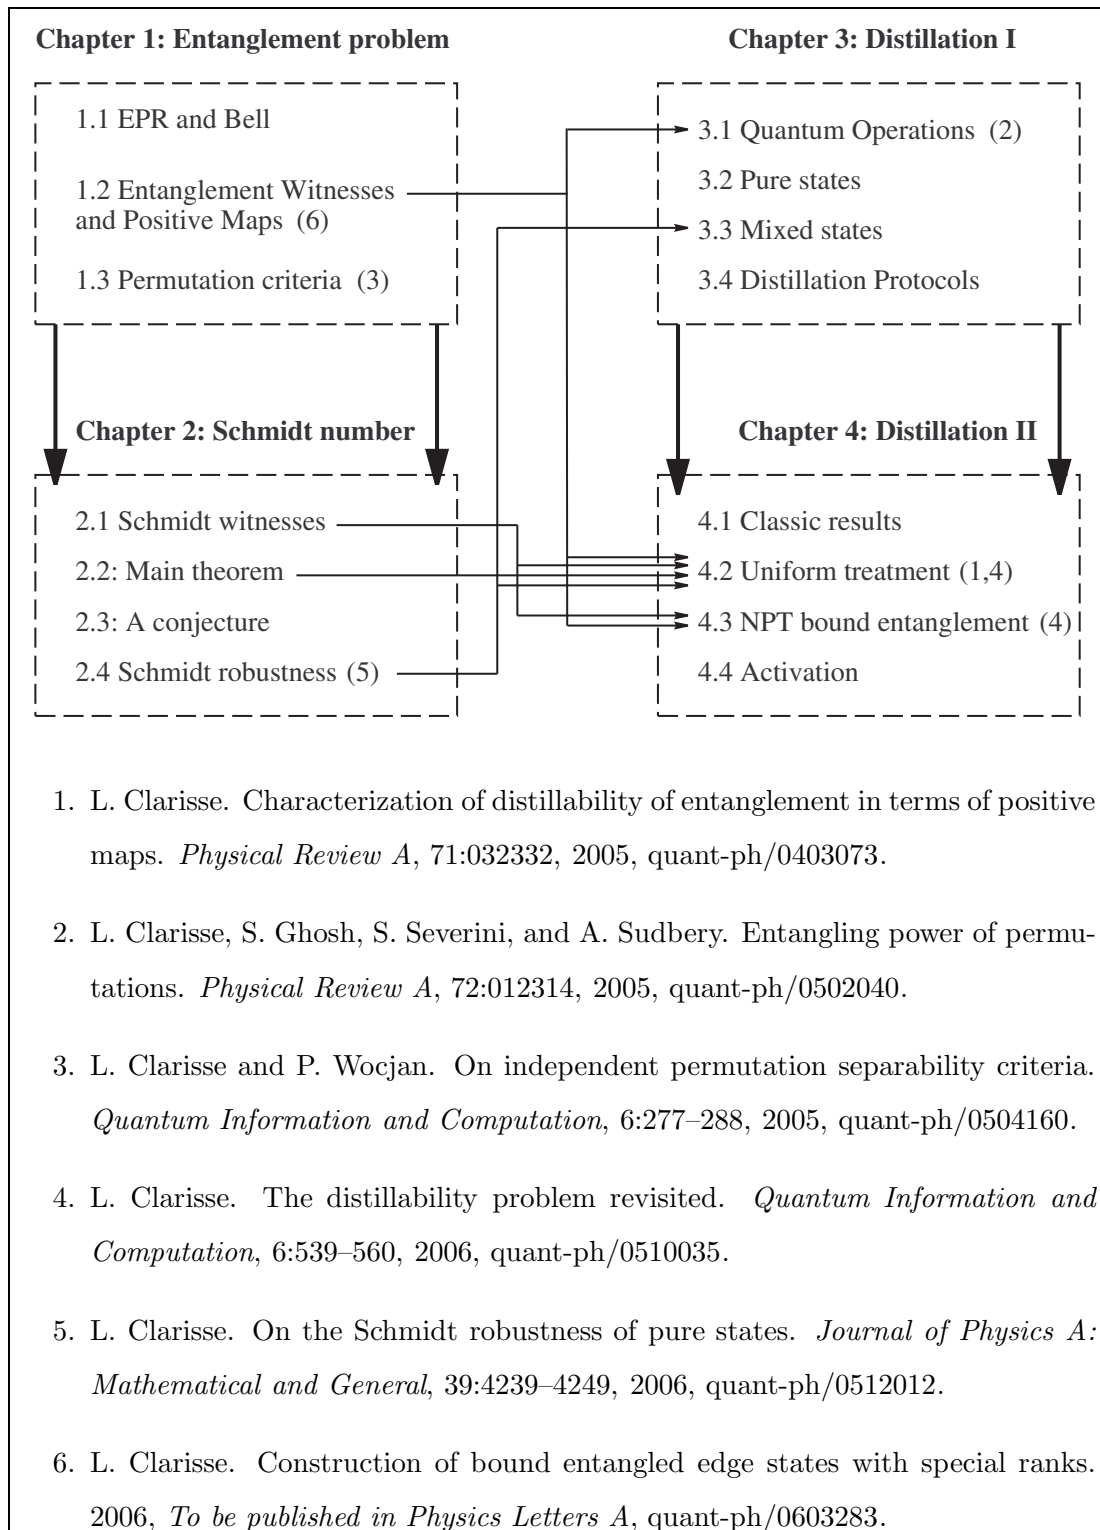 Chapter 1: Entanglement problem
1.1 EPR and Bell
1.2 Entanglement Witnesses
and Positive Maps (6)
1.3 Permutation criteria (3)
Chapter 2: Schmidt number
2.1 Schmidt witnesses
2.2: Main theorem
2.3: A conjecture
2.4 Schmidt robustness (5)
Chapter 3: Distillation I
3.1 Quantum Operations (2)
3.2 Pure states
3.3 Mixed states
3.4 Distillation Protocols
Chapter 4: Distillation II
4.1 Classic results
4.2 Uniform treatment (1,4)
4.3 NPT bound entanglement (4)
4.4 Activation
1. L. Clarisse. Characterization of distillability of entanglement in terms of positive
maps. Physical Review A, 71:032332, 2005, quant-ph/0403073.
2. L. Clarisse, S. Ghosh, S. Severini, and A. Sudbery. Entangling power of permu-
tations. Physical Review A, 72:012314, 2005, quant-ph/0502040.
3. L. Clarisse and P. Wocjan. On independent permutation separability criteria.
Quantum Information and Computation, 6:277–288, 2005, quant-ph/0504160.
4. L. Clarisse. The distillability problem revisited. Quantum Information and
Computation, 6:539–560, 2006, quant-ph/0510035.
5. L. Clarisse. On the Schmidt robustness of pure states. Journal of Physics A:
Mathematical and General, 39:4239–4249, 2006, quant-ph/0512012.
6. L. Clarisse. Construction of bound entangled edge states with special ranks.
2006, To be published in Physics Letters A, quant-ph/0603283.